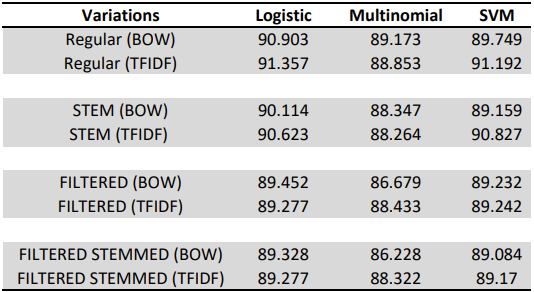 Variations Logistic Multinomial SVM
Regular (BOW) 90.903 89.173 89.749
Regular (TFIDF) 91.357 88.853 91.192
STEM (BOW) 90.114 88.347 89.159
STEM (TFIDF) 90.623 88.264 90.827
FILTERED (BOW) 89.452 86.679 89.232
FILTERED (TFIDF) 89.277 88.433 89.242
FILTERED STEMMED (BOW) 89.328 86.228 89.084
FILTERED STEMMED (TFIDF) 89.277 88.322 89.17